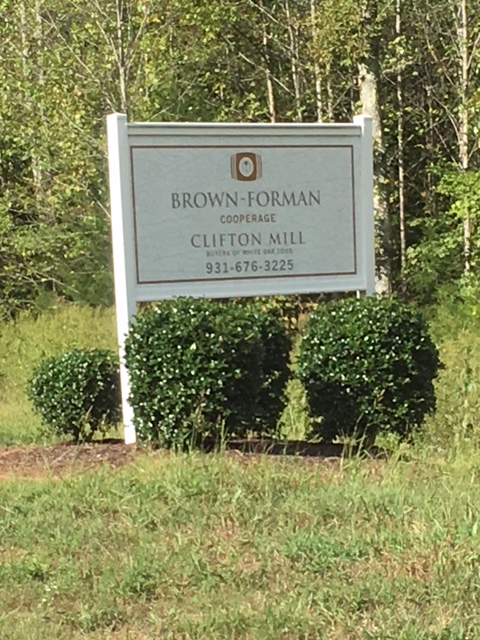 BROWN-FORMAN
COOPERAGE
CLIFTON MILL
BUYERS OF WHITE OAK LOGS
931-676-3225